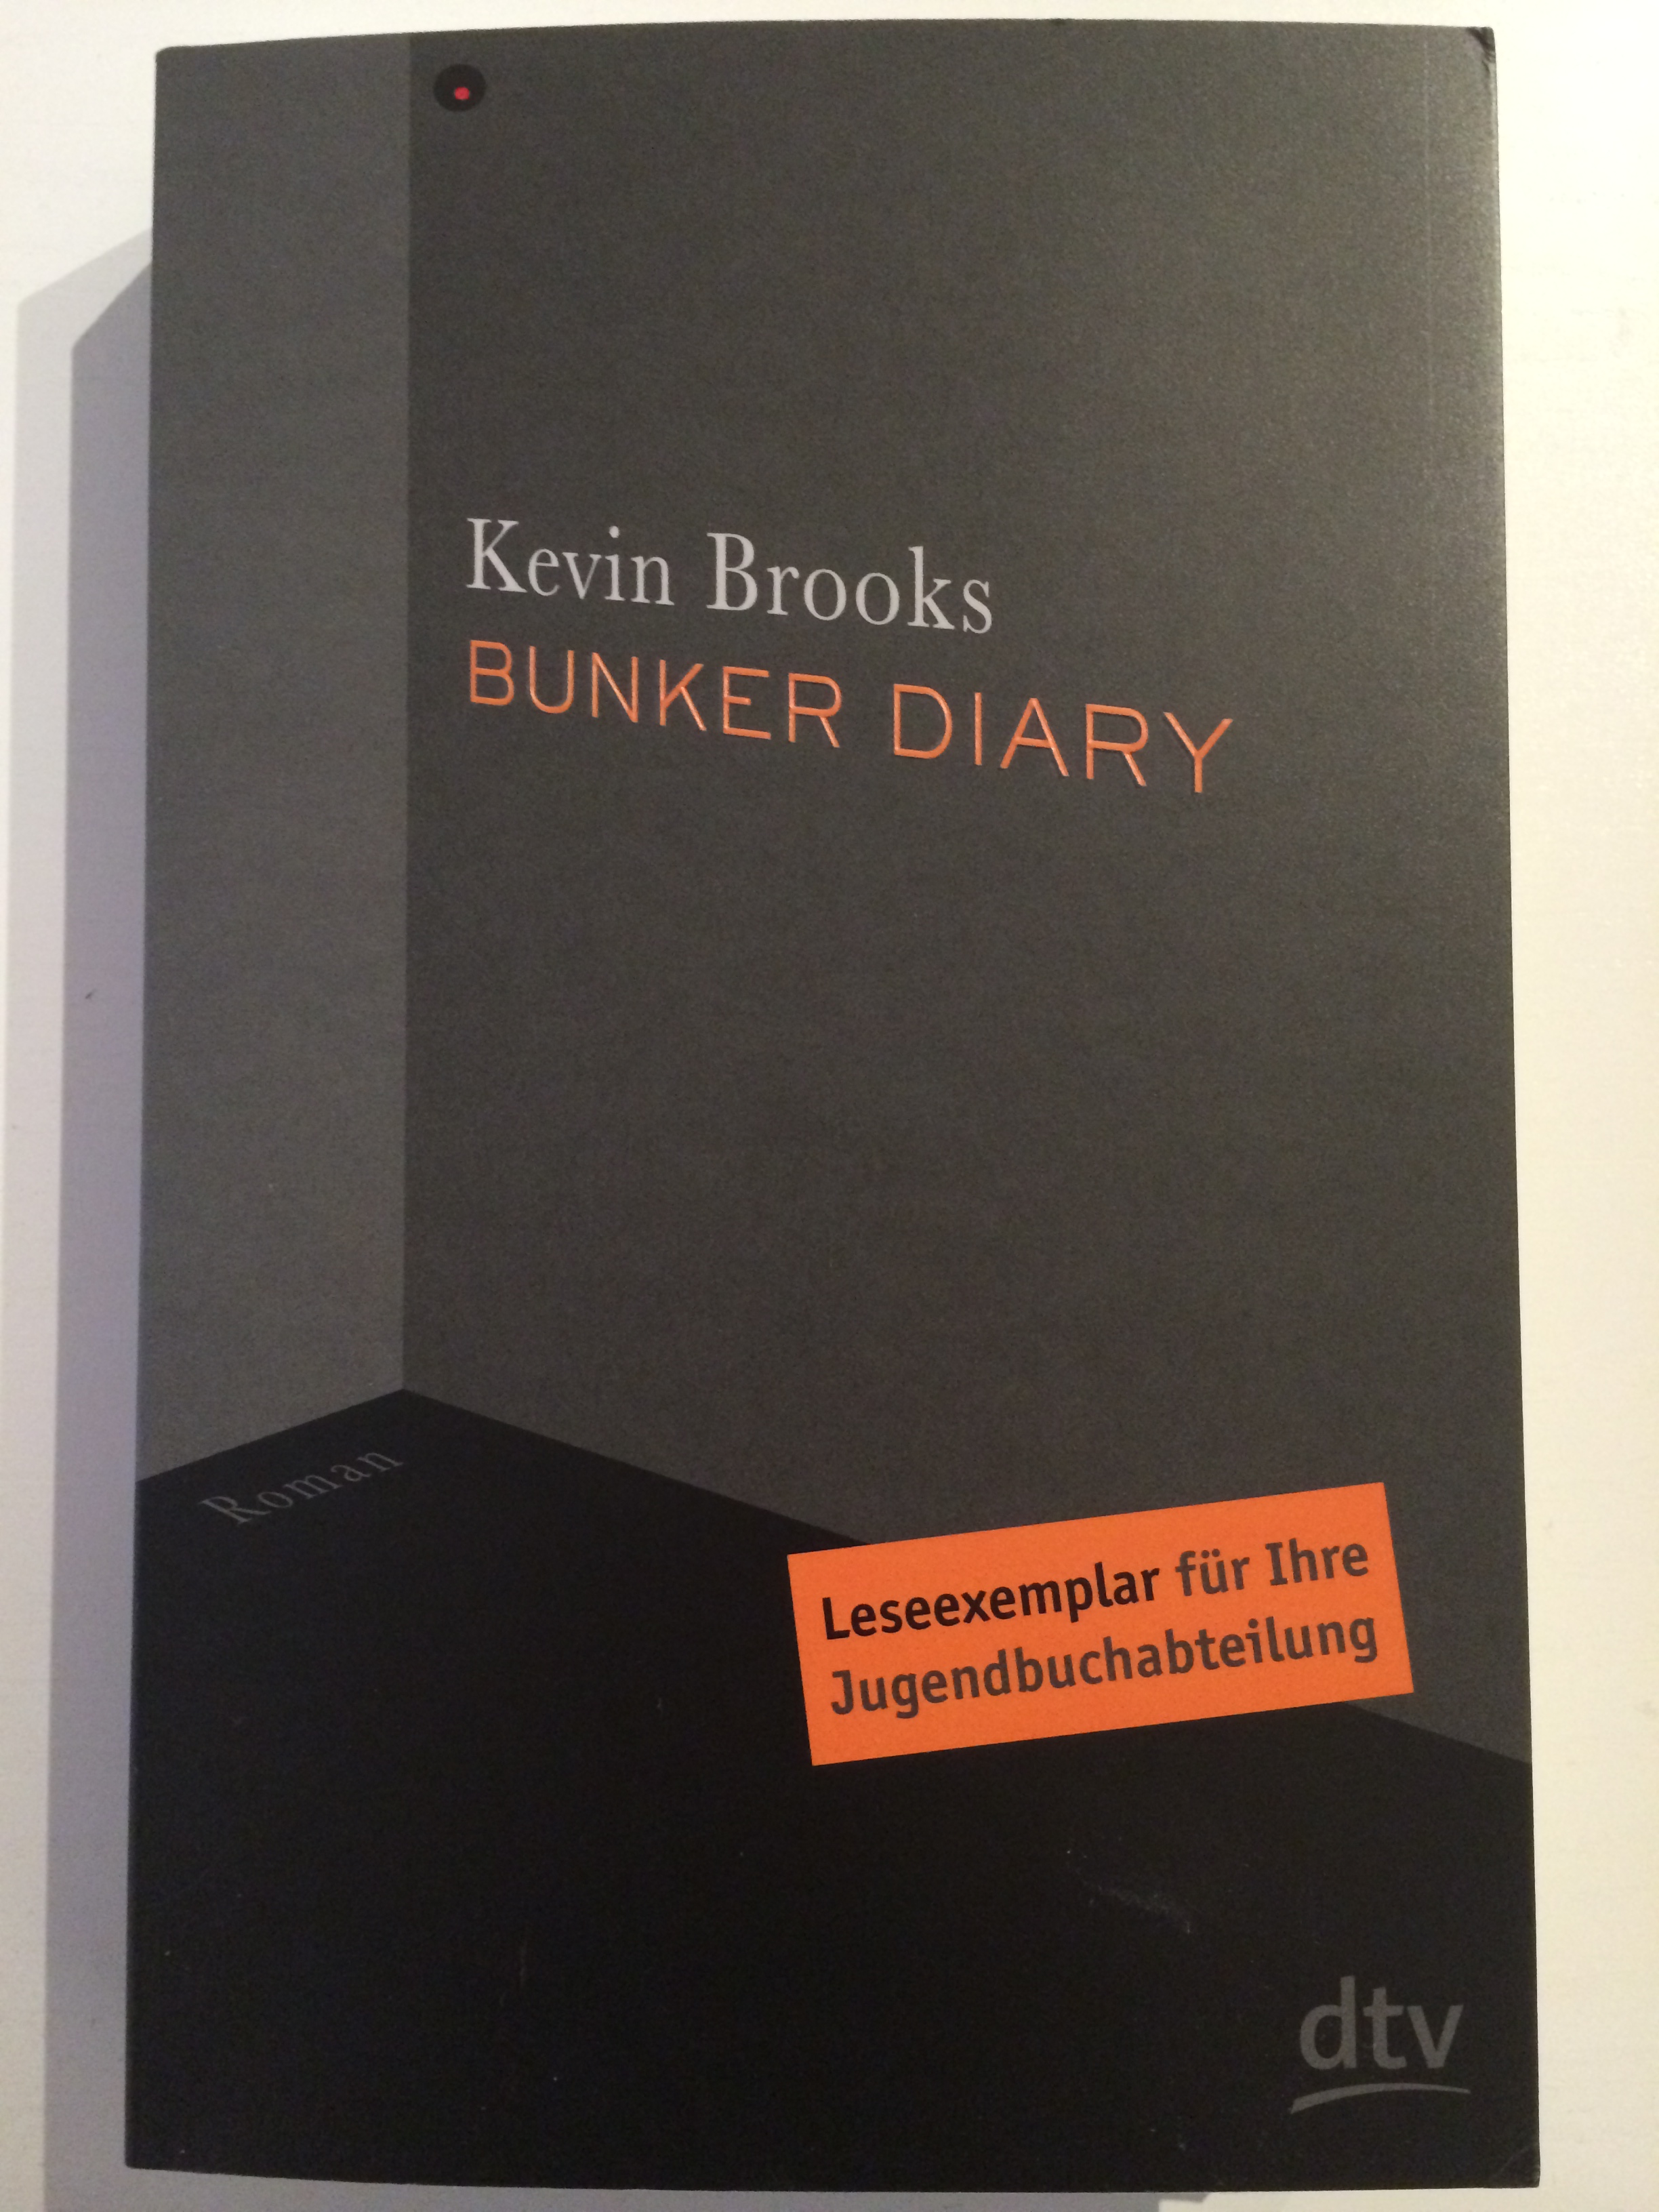 Kevin Brooks
BUNKER DIARY
Roman
Leseexemplar für Ihre
Jugendbuchabteilung
dtv